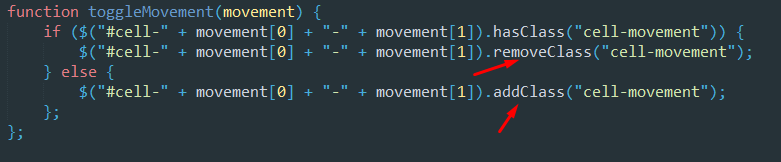 function toggleMovement(movement) {
    if ($("#cell-" + movement[0] + "-" + movement[1]).hasClass("cell-movement")) {
        $("#cell-" + movement[0] + "-" + movement[1]).removeClass("cell-movement");
    } else {
        $("#cell-" + movement[0] + "-" + movement[1]).addClass("cell-movement");
    };
};